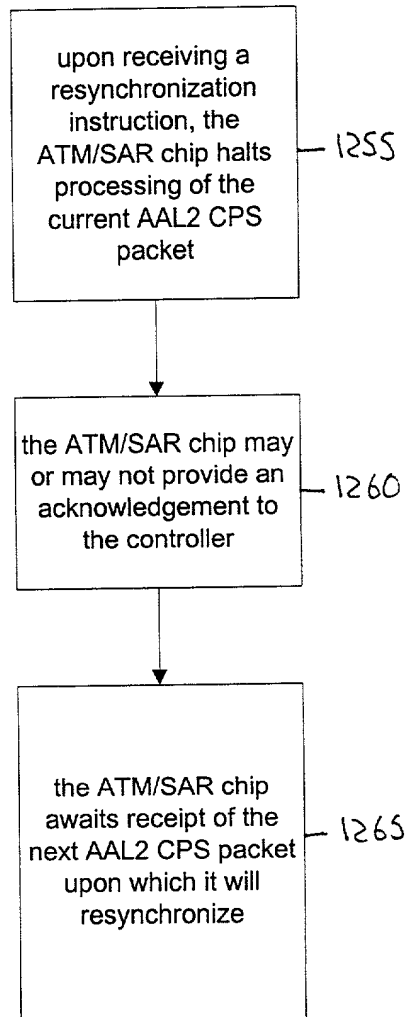 upon receiving a
resynchronization
instruction, the
ATM/SAR chip halts
processing of the
current AAL2 CPS
packet
1255
the ATM/SAR chip may
or may not provide an
acknowledgement to
the controller
1260
the ATM/SAR chip
awaits receipt of the
next AAL2 CPS packet
upon which it will
resynchronize
1265